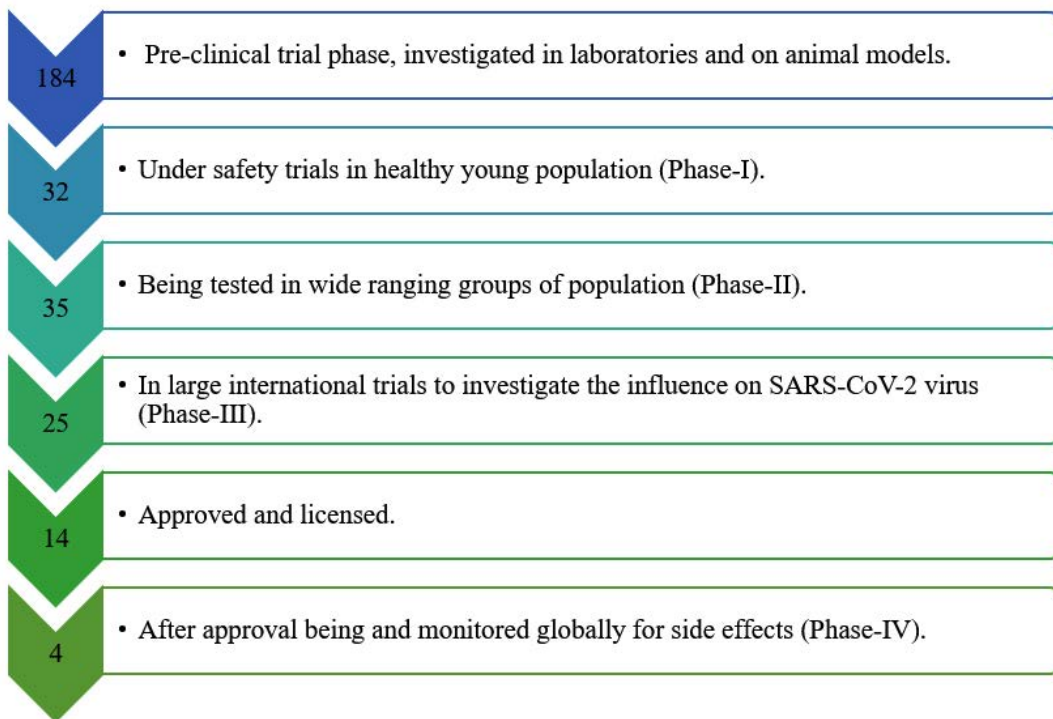 184
• Pre-clinical trial phase, investigated in laboratories and on animal models.
32
• Under safety trials in healthy young population (Phase-I).
35
• Being tested in wide ranging groups of population (Phase-II).
25
• In large international trials to investigate the influence on SARS-CoV-2 virus
(Phase-III).
14
• Approved and licensed.
4
• After approval being and monitored globally for side effects (Phase-IV).